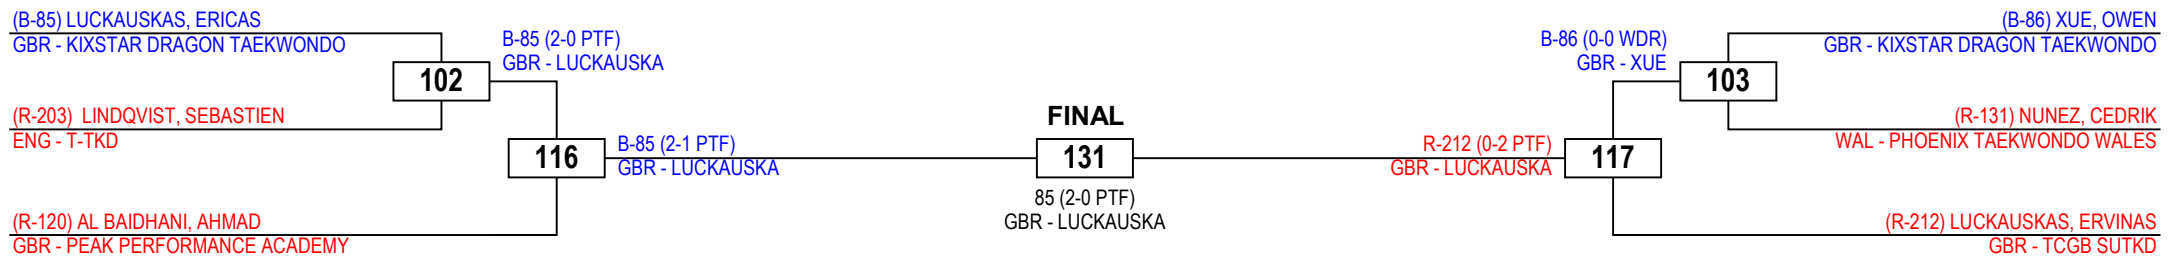 (B-85) LUCKAUSKAS, ERICAS
GBR - KIXSTAR DRAGON TAEKWONDO
B-85 (2-0 PTF)
GBR - LUCKAUSKA
102
(R-203) LINDQVIST, SEBASTIEN
ENG - T-TKD
116
B-85 (2-1 PTF)
GBR - LUCKAUSKA
(R-120) AL BAIDHANI, AHMAD
GBR - PEAK PERFORMANCE ACADEMY
FINAL
131
85 (2-0 PTF)
GBR - LUCKAUSKA
(B-86) XUE, OWEN
GBR - KIXSTAR DRAGON TAEKWONDO
B-86 (0-0 WDR)
GBR - XUE
103
(R-131) NUNEZ, CEDRIK
WAL - PHOENIX TAEKWONDO WALES
R-212 (0-2 PTF)
GBR - LUCKAUSKA
117
(R-212) LUCKAUSKAS, ERVINAS
GBR - TCGB SUTKD